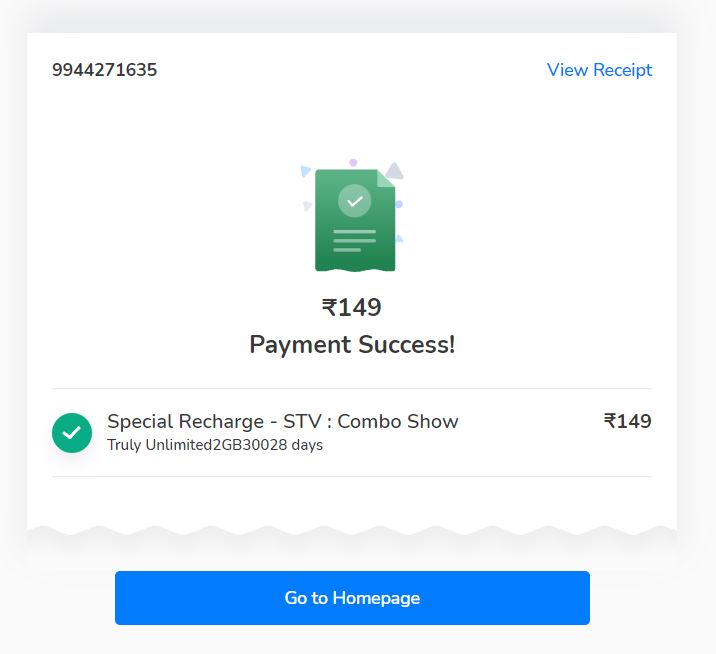 9944271635
View Receipt
₹149
Payment Success!
Special Recharge - STV : Combo Show
₹149
Truly Unlimited2GB30028 days
Go to Homepage